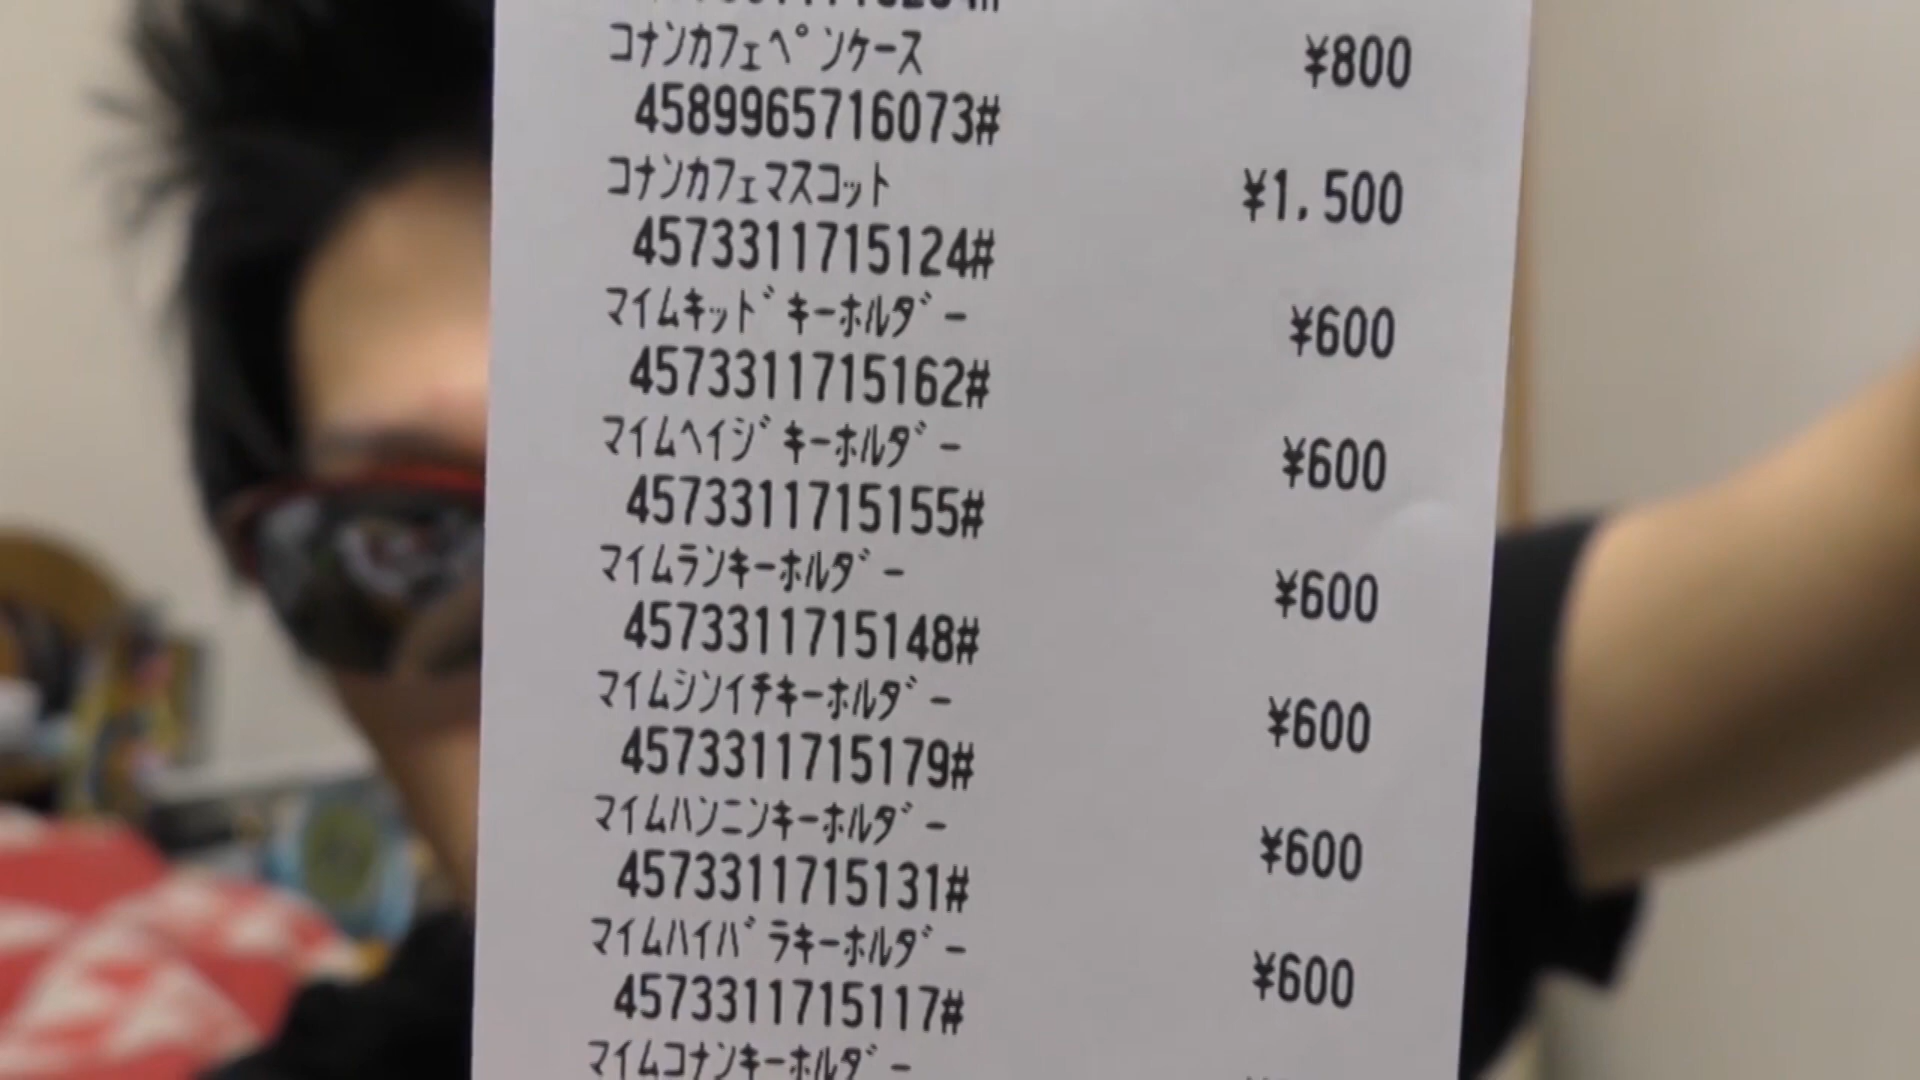 コナンカフェペンケース ¥800
4589965716073#
コナンカフェマスコット ¥1,500
4573311715124#
マイムキッドキーホルダー ¥600
4573311715162#
マイムヘイジキーホルダー ¥600
4573311715155#
マイムランキーホルダー ¥600
4573311715148#
マイムシンイチキーホルダー ¥600
4573311715179#
マイムハンニンキーホルダー ¥600
4573311715131#
マイムハイバラキーホルダー ¥600
4573311715117#
マイムコナンキーホルダー